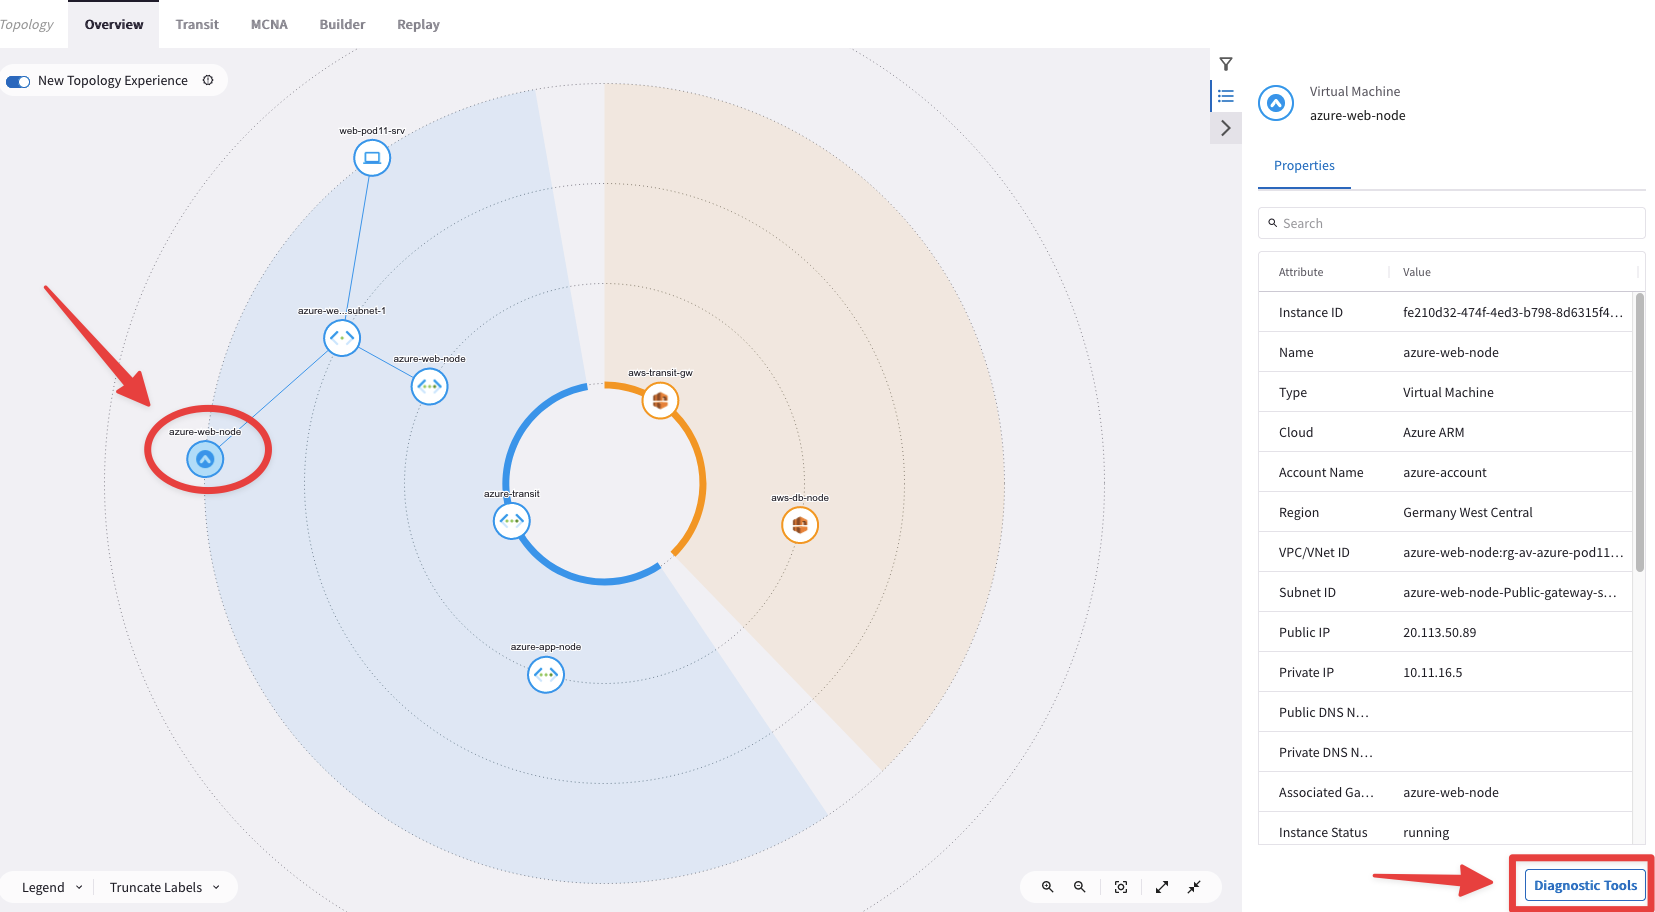 Topology
Overview
Transit
MCNA
Builder
Replay
New Topology Experience
web-pod11-srv
azure-we...subnet-1
azure-web-node
aws-transit-gw
azure-web-node
azure-transit
aws-db-node
azure-app-node
Legend
Truncate Labels
Virtual Machine
azure-web-node
Properties
Search
Attribute Value
Instance ID fe210d32-474f-4ed3-b798-8d6315f4...
Name azure-web-node
Type Virtual Machine
Cloud Azure ARM
Account Name azure-account
Region Germany West Central
VPC/VNet ID azure-web-node:rg-av-azure-pod11...
Subnet ID azure-web-node-Public-gateway-s...
Public IP 20.113.50.89
Private IP 10.11.16.5
Public DNS N...
Private DNS N...
Associated Ga... azure-web-node
Instance Status running
Diagnostic Tools